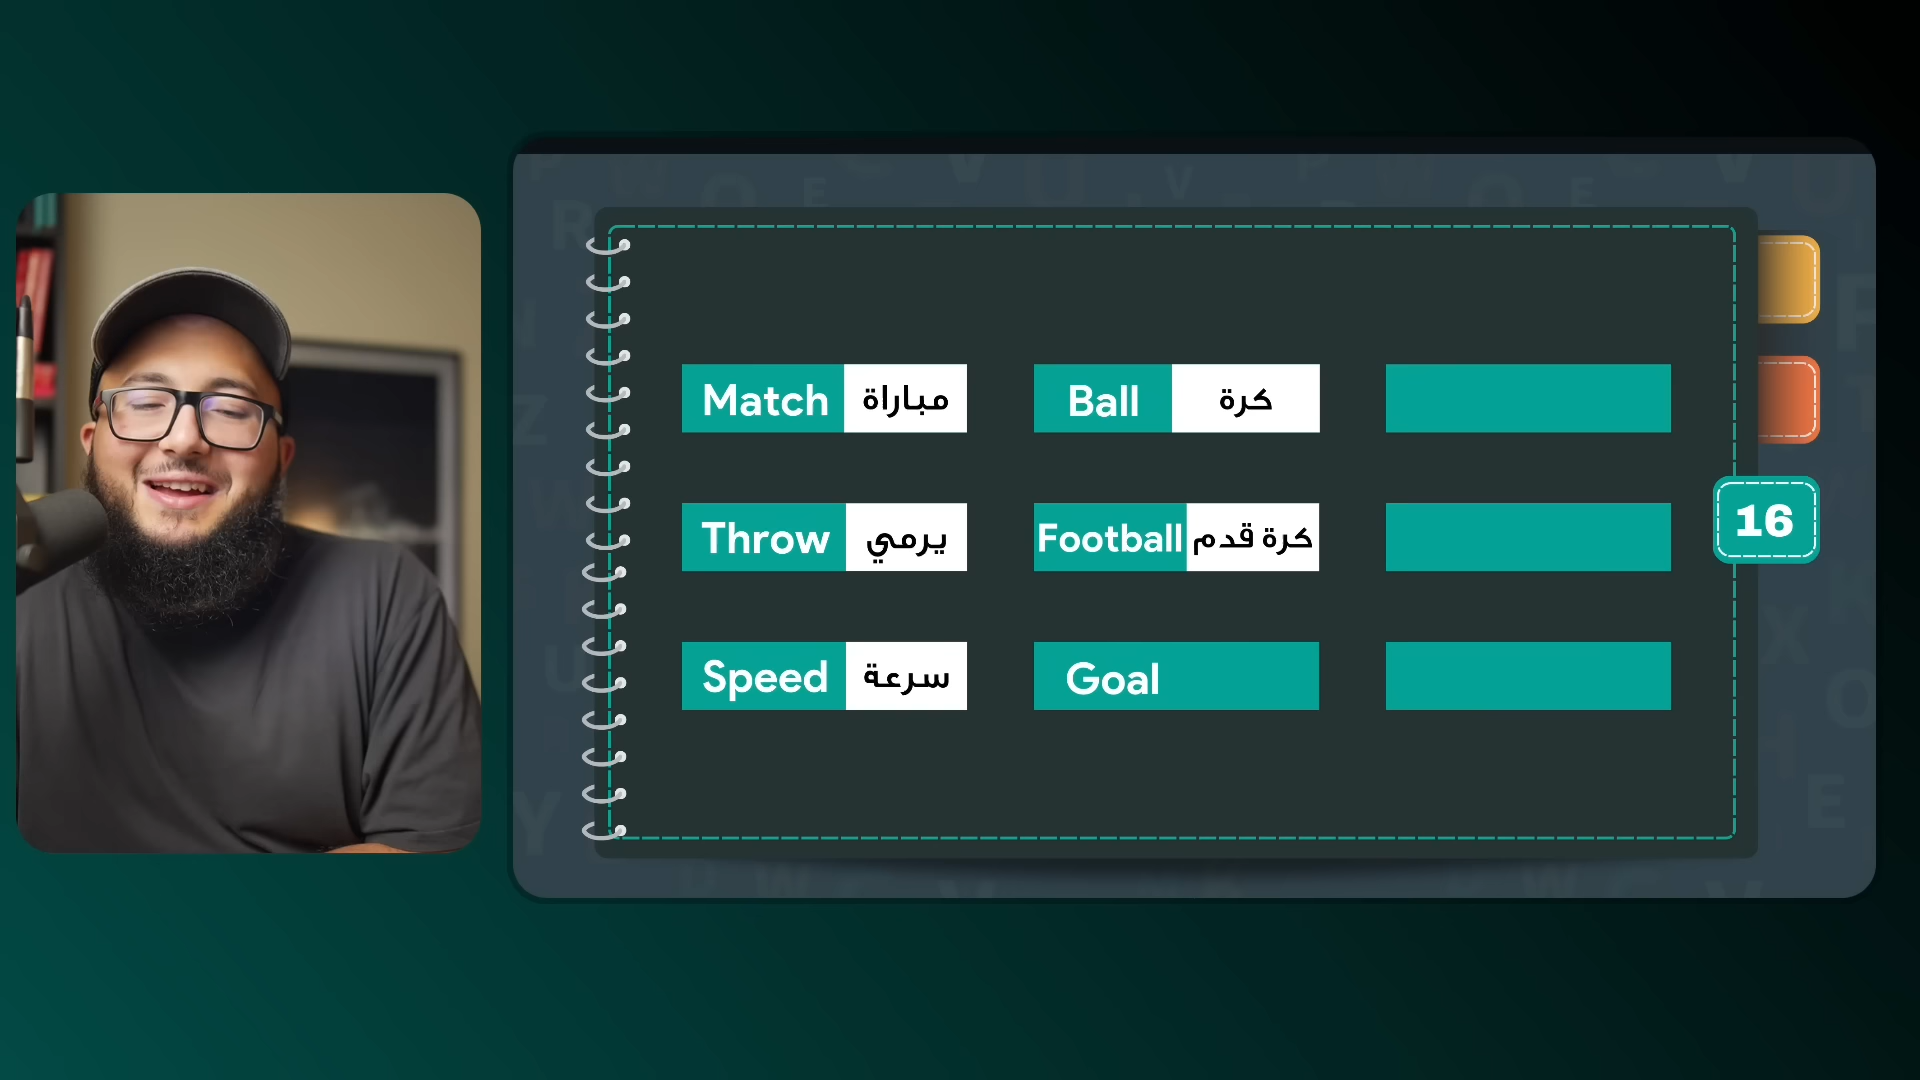 Match مباراة
Ball كرة
Throw يرمي
Football كرة قدم
Speed سرعة
Goal
16